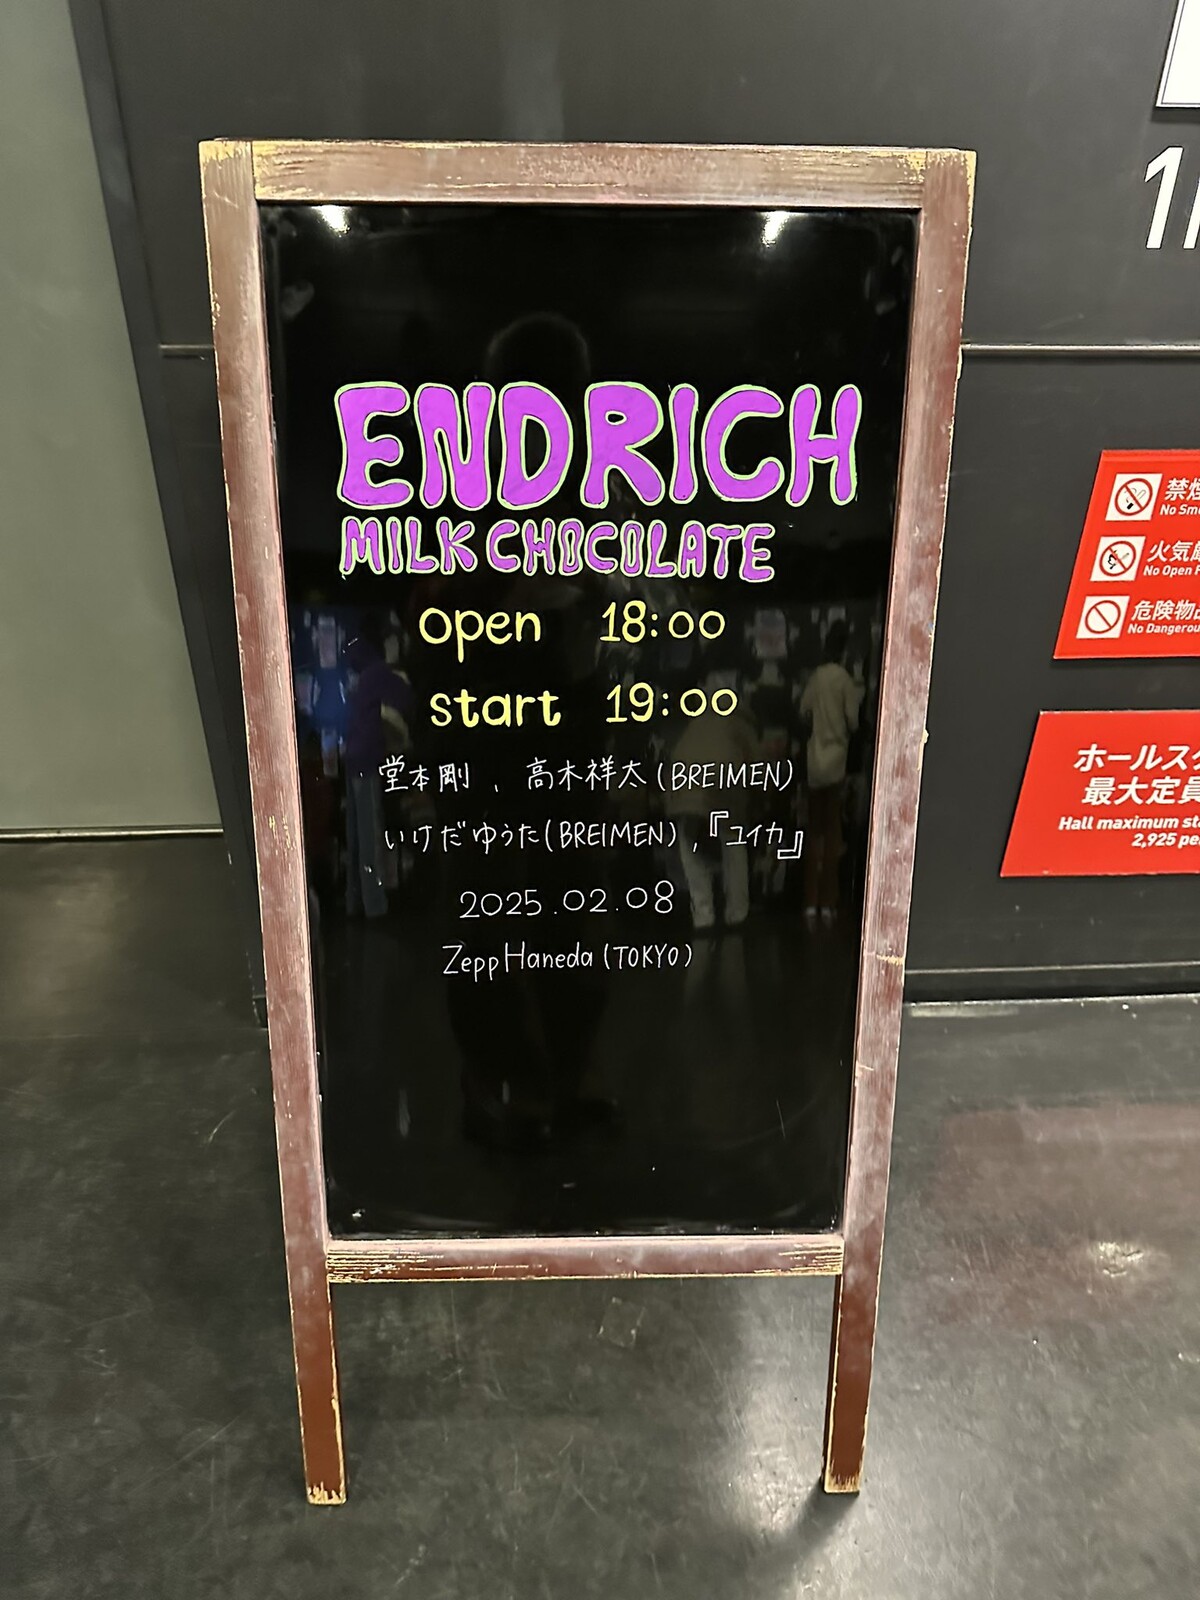 ENDRICH
MILK CHOCOLATE
open 18:00
start 19:00
堂本剛 , 高木祥太(BREIMEN)
いけだゆうた(BREIMEN) ,『ユイカ』
2025.02.08
Zepp Haneda (TOKYO)
1
禁煙
No Smo
火気厳
No Open F
危険物
No Dangerou
ホールスタ
最大定員
Hall maximum sta
2,925 pe